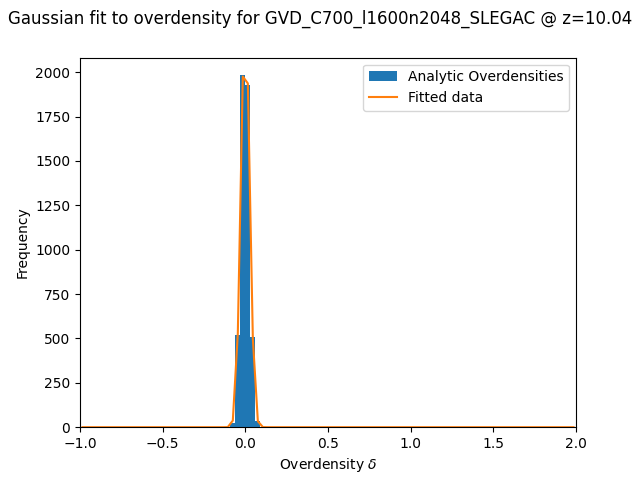 Gaussian fit to overdensity for GVD_C700_l1600n2048_SLEGAC @ z=10.04
Analytic Overdensities
Fitted data
Frequency
2000
1750
1500
1250
1000
750
500
250
0
−1.0 −0.5 0.0 0.5 1.0 1.5 2.0
Overdensity δ